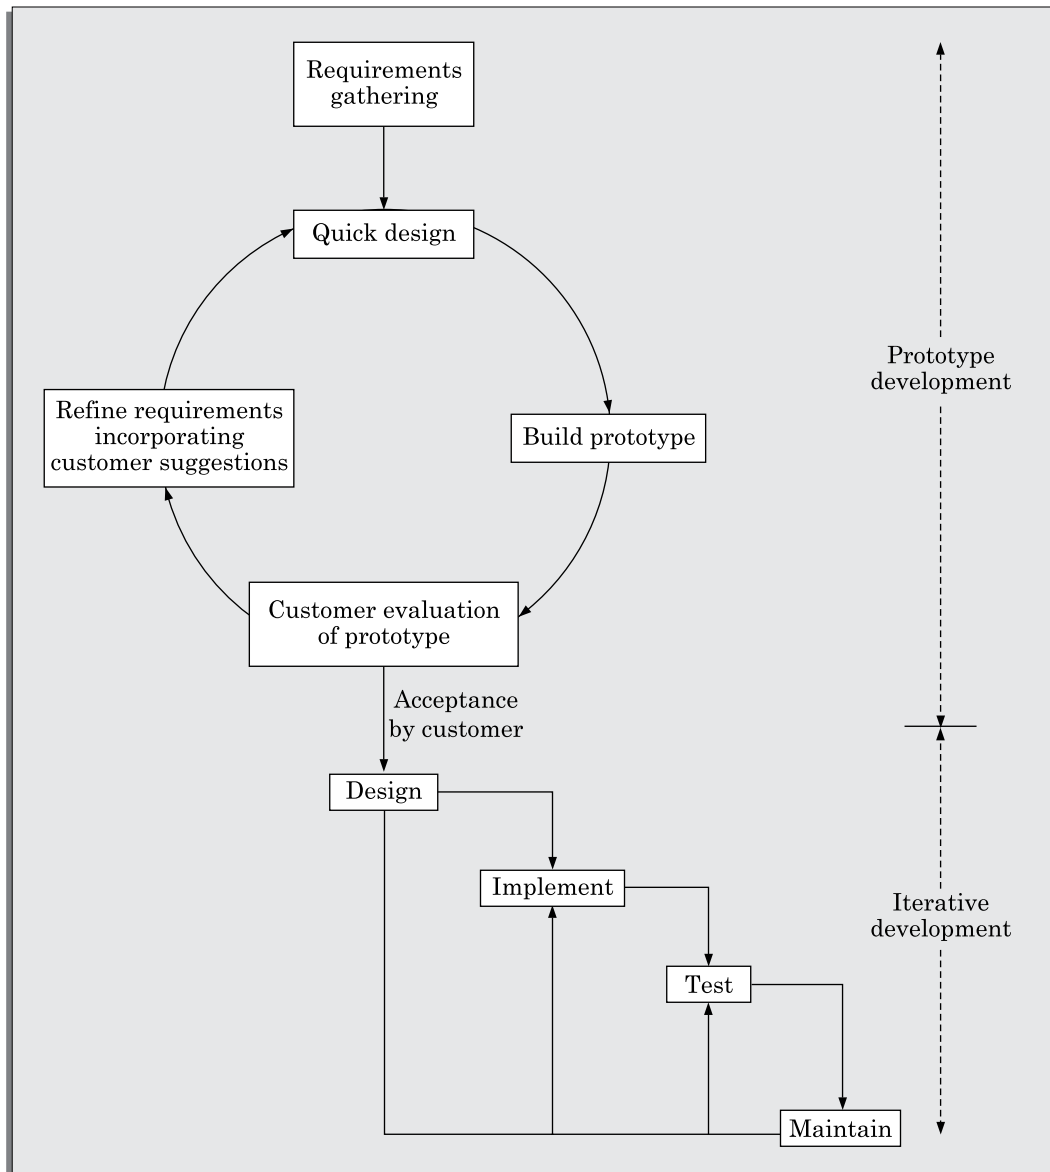 Requirements
gathering
Quick design
Prototype
development
Refine requirements
incorporating
customer suggestions
Build prototype
Customer evaluation
of prototype
Acceptance
by customer
Design
Implement
Iterative
development
Test
Maintain